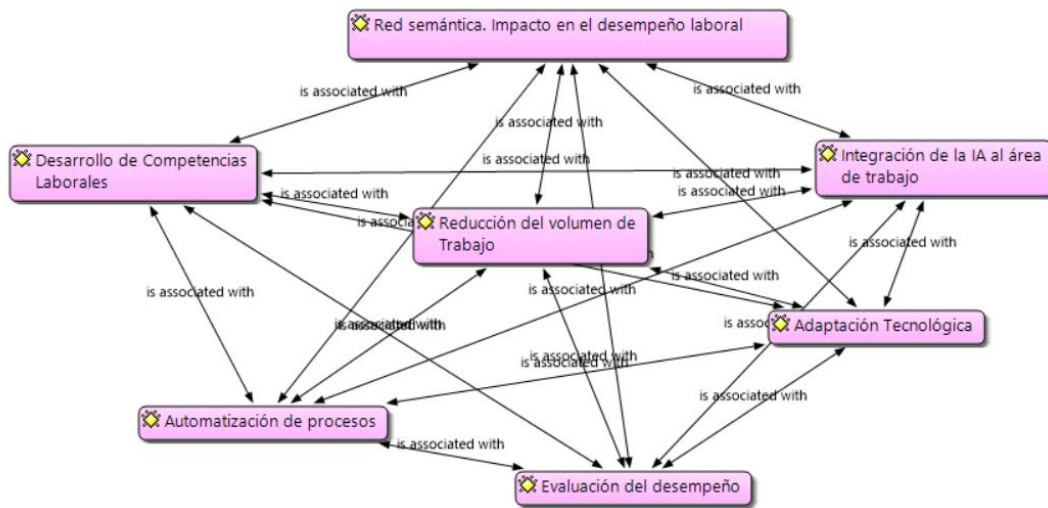 Red semántica. Impacto en el desempeño laboral
is associated with
is associated with
is associated with
Desarrollo de Competencias
Laborales
is associated with
Integración de la IA al área
de trabajo
is associated with
is associated with
Reducción del volumen de
Trabajo
is associated with
is associated with
is associated with
is associated with
Adaptación Tecnológica
is associated with
is associated with
is associated with
is associated with
Automatización de procesos
is associated with
Evaluación del desempeño